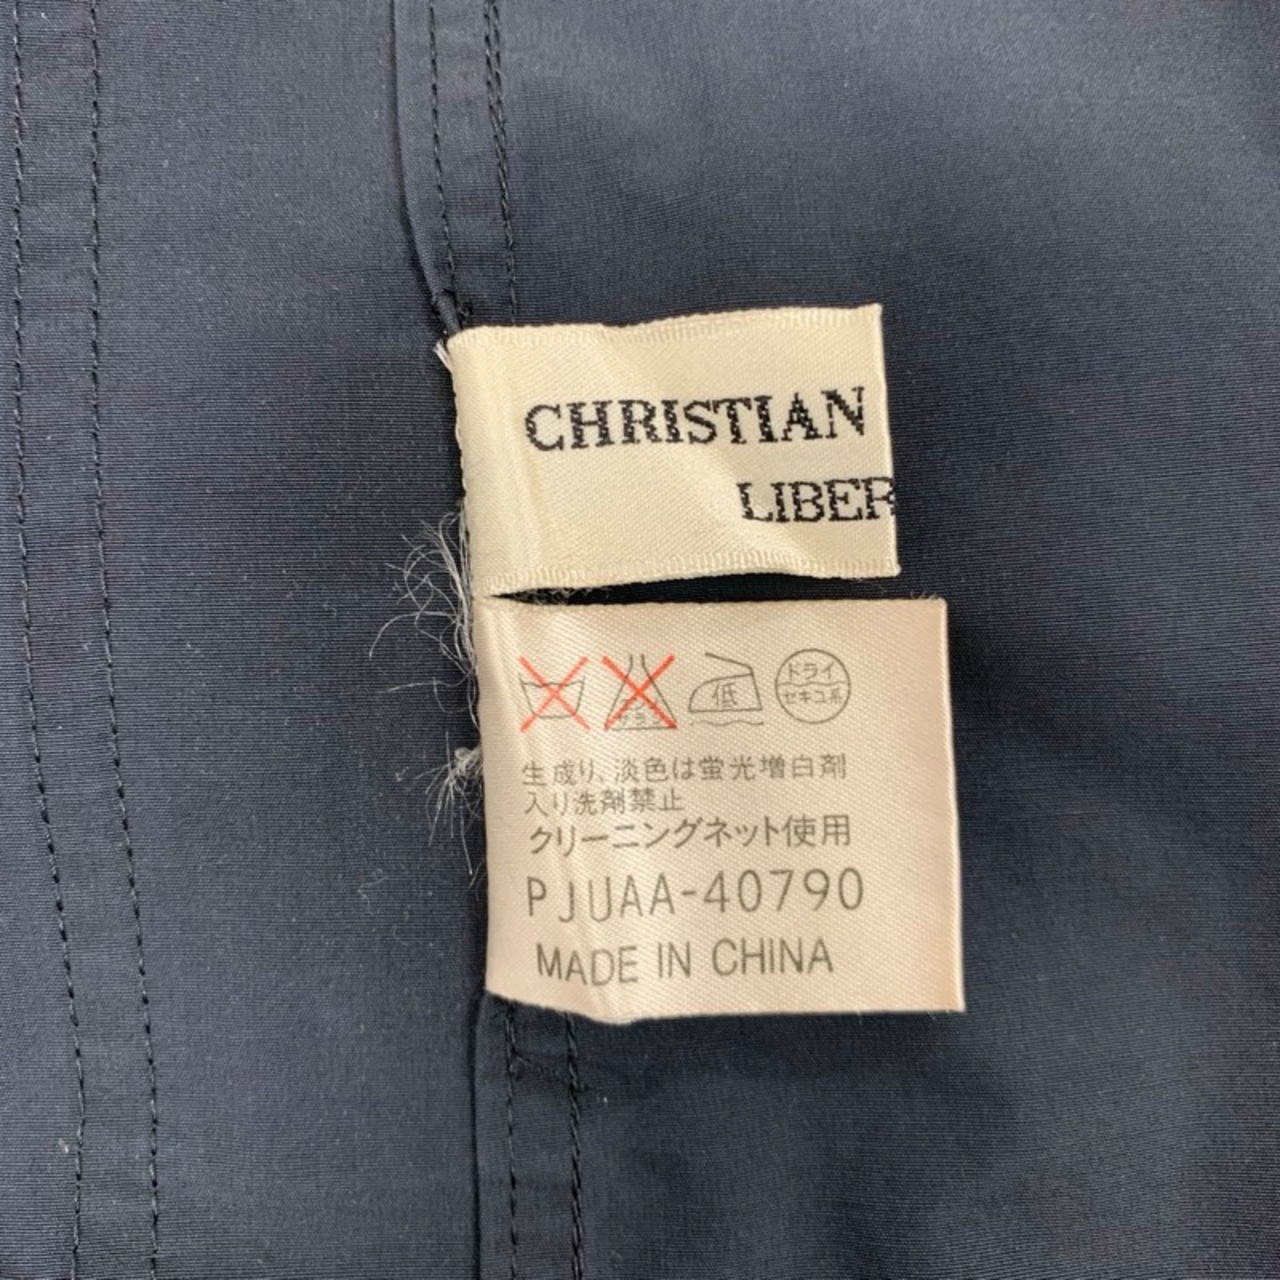 CHRISTIAN
LIBER
低
ドライ
セキユ系
生成り、淡色は蛍光増白剤
入り洗剤禁止
クリーニングネット使用
PJUAA-40790
MADE IN CHINA